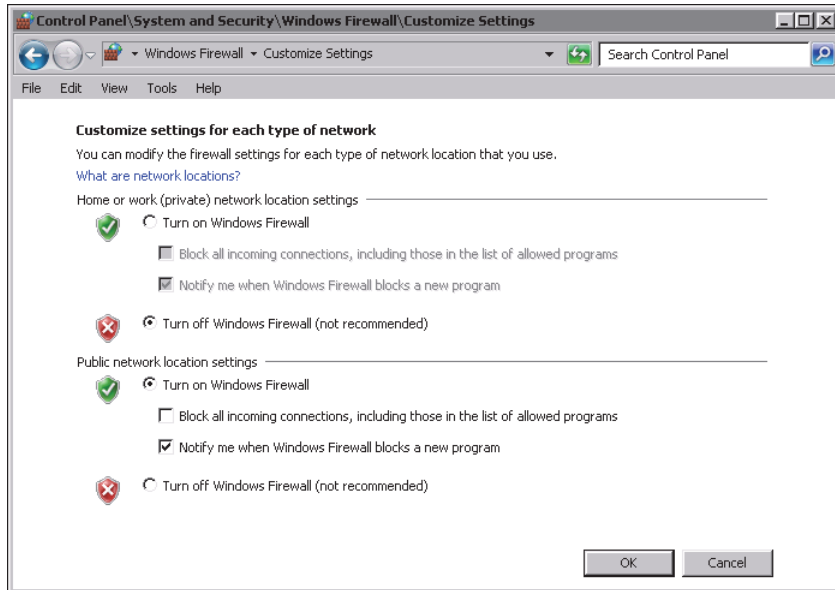 Control Panel\System and Security\Windows Firewall\Customize Settings
Windows Firewall Customize Settings Search Control Panel
File Edit View Tools Help
Customize settings for each type of network
You can modify the firewall settings for each type of network location that you use.
What are network locations?
Home or work (private) network location settings
Turn on Windows Firewall
Block all incoming connections, including those in the list of allowed programs
Notify me when Windows Firewall blocks a new program
Turn off Windows Firewall (not recommended)
Public network location settings
Turn on Windows Firewall
Block all incoming connections, including those in the list of allowed programs
Notify me when Windows Firewall blocks a new program
Turn off Windows Firewall (not recommended)
OK Cancel